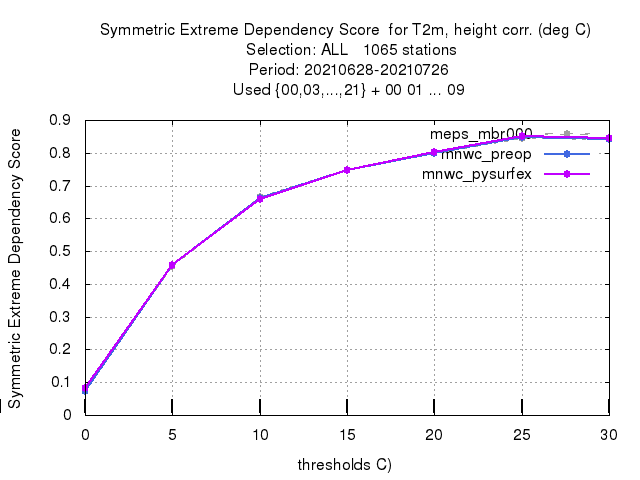 Symmetric Extreme Dependency Score  for T2m, height corr. (deg C)
Selection: ALL   1065 stations
Period: 20210628-20210726
Used {00,03,...,21} + 00 01 ... 09
Symmetric Extreme Dependency Score
0.9
0.8
0.7
0.6
0.5
0.4
0.3
0.2
0.1
0
meps_mbr000
mnwc_preop
mnwc_pysurfex
0 5 10 15 20 25 30
thresholds C)